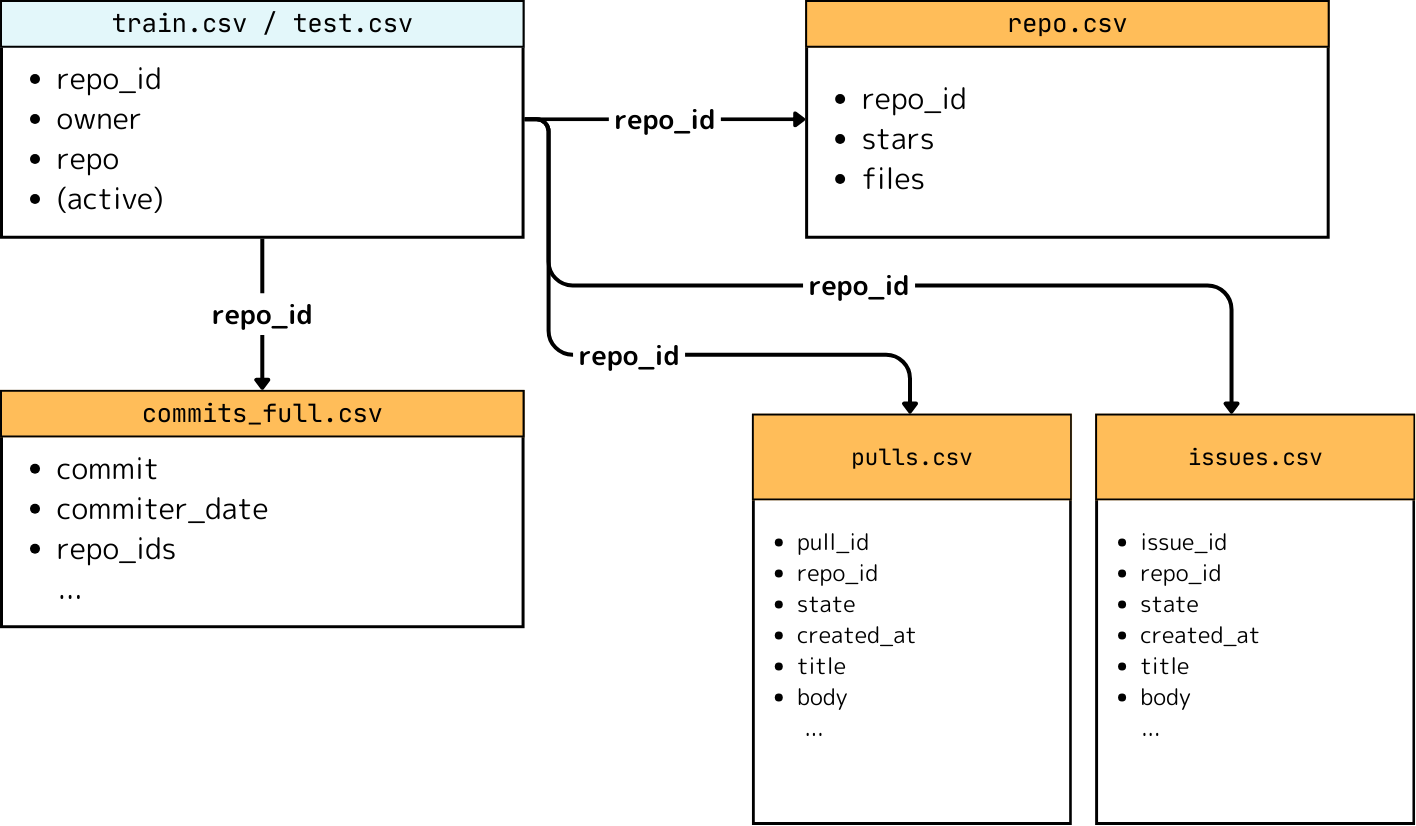 train.csv / test.csv
• repo_id
• owner
• repo
• (active)
repo_id
repo.csv
• repo_id
• stars
• files
repo_id
repo_id
repo_id
commits_full.csv
• commit
• commiter_date
• repo_ids
...
pulls.csv
• pull_id
• repo_id
• state
• created_at
• title
• body
...
issues.csv
• issue_id
• repo_id
• state
• created_at
• title
• body
...